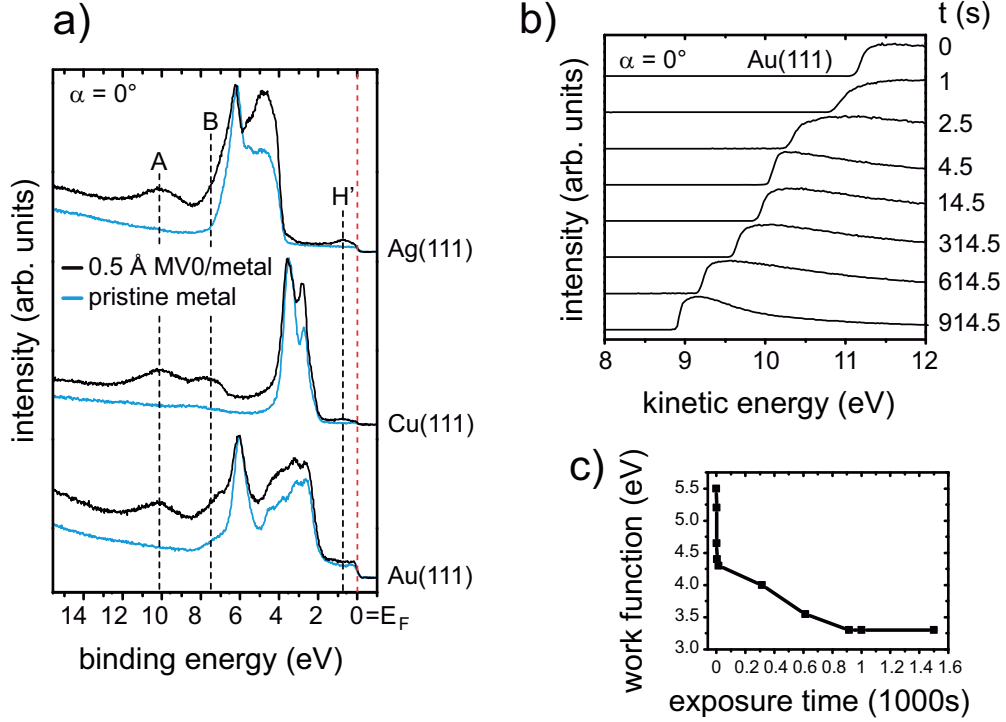 a)
α = 0°
A
B
H'
Ag(111)
0.5 Å MV0/metal
pristine metal
Cu(111)
Au(111)
intensity (arb. units)
14 12 10 8 6 4 2 0=E_F
binding energy (eV)
b)
t (s)
α = 0°
Au(111)
0
1
2.5
4.5
14.5
314.5
614.5
914.5
intensity (arb. units)
8 9 10 11 12
kinetic energy (eV)
c)
work function (eV)
5.5
5.0
4.5
4.0
3.5
3.0
0 0.2 0.4 0.6 0.8 1 1.2 1.4 1.6
exposure time (1000s)